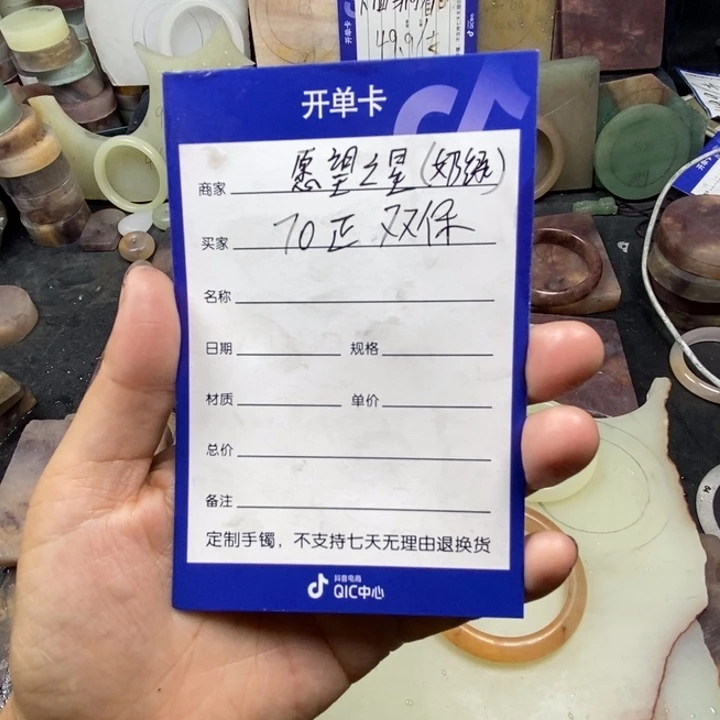 开单卡
商家 愿望之星(奶绿)
买家 70正 双保
名称
日期 规格
材质 单价
总价
备注
定制手镯，不支持七天无理由退换货
抖音电商
QIC中心